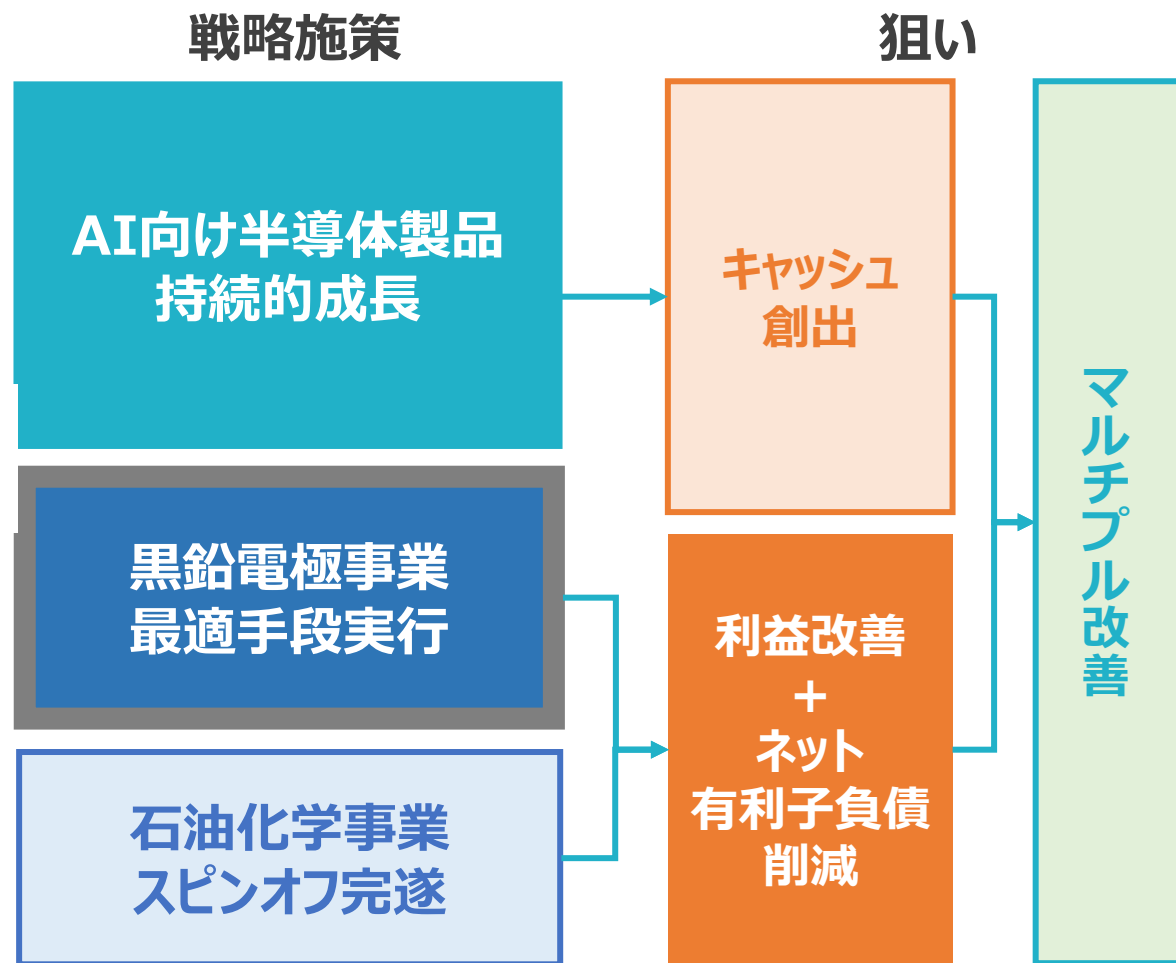 戦略施策
狙い
AI向け半導体製品
持続的成長
キャッシュ
創出
黒鉛電極事業
最適手段実行
石油化学事業
スピンオフ完遂
利益改善
+
ネット
有利子負債
削減
マルチプル改善